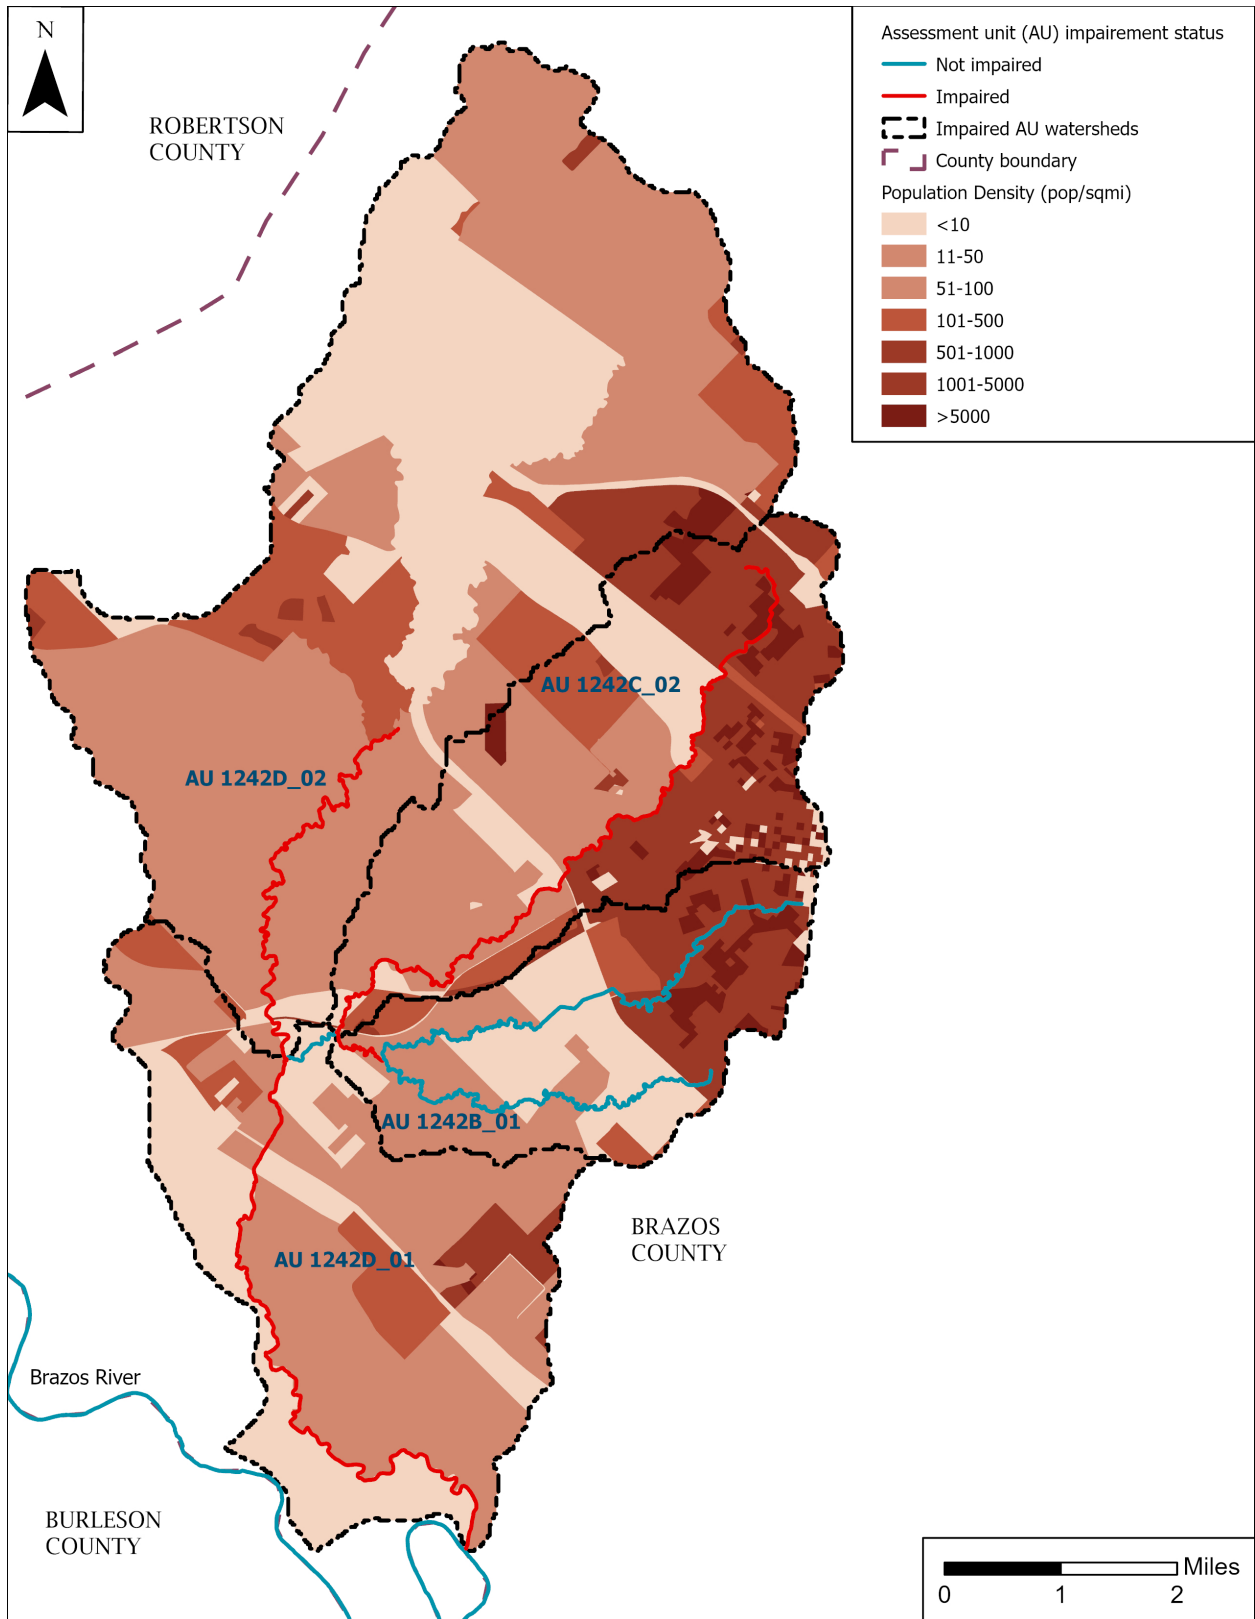 N
ROBERTSON
COUNTY
Assessment unit (AU) impairement status
Not impaired
Impaired
Impaired AU watersheds
County boundary
Population Density (pop/sqmi)
<10
11-50
51-100
101-500
501-1000
1001-5000
>5000
AU 1242C_02
AU 1242D_02
AU 1242B_01
BRAZOS
COUNTY
AU 1242D_01
Brazos River
BURLESON
COUNTY
Miles
0 1 2